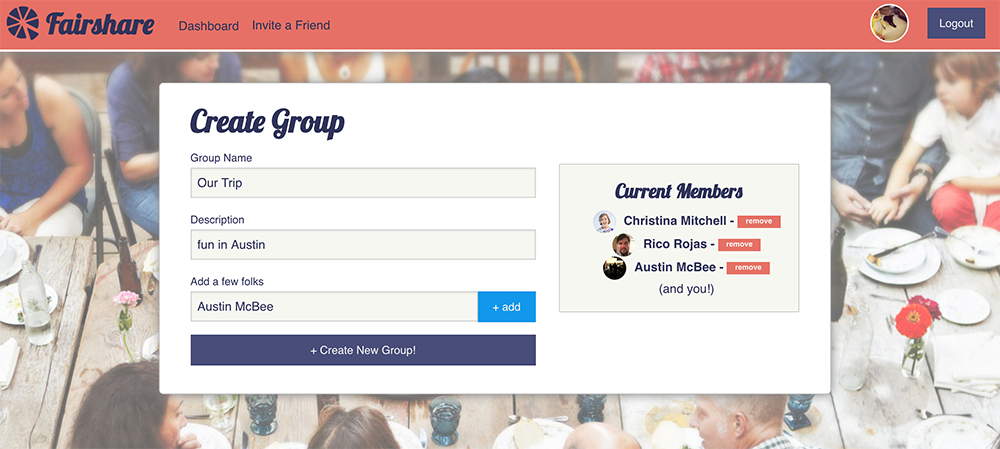 Fairshare Dashboard Invite a Friend Logout
Create Group
Group Name
Our Trip
Description
fun in Austin
Add a few folks
Austin McBee + add
+ Create New Group!
Current Members
Christina Mitchell - remove
Rico Rojas - remove
Austin McBee - remove
(and you!)